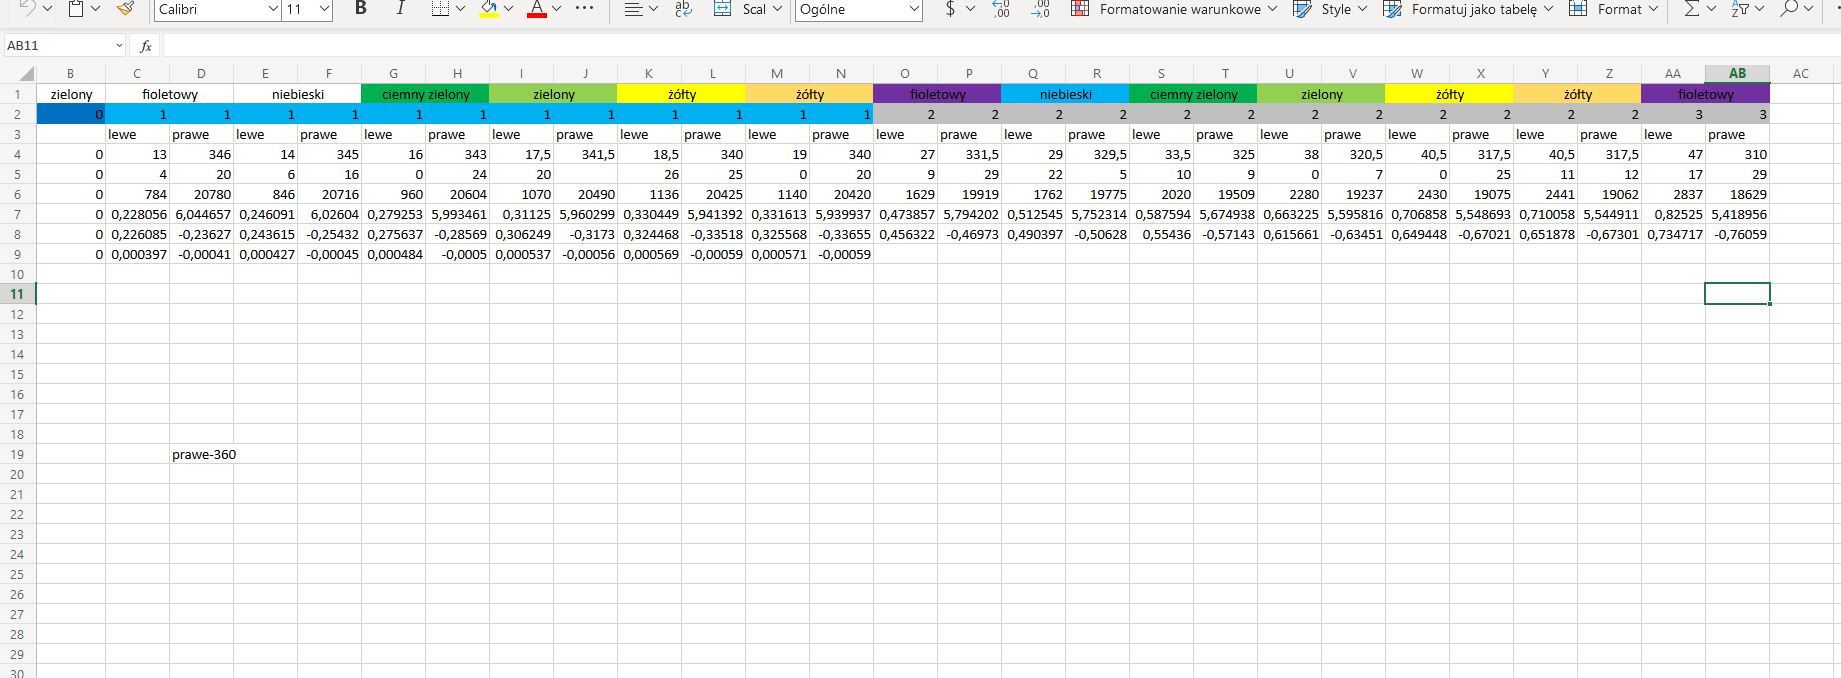 Calibri 11 B I A ab Scal Ogólne $ ,00 ,00 Formatowanie warunkowe Style Formatuj jako tabelę Format
AB11 fx
B C D E F G H I J K L M N O P Q R S T U V W X Y Z AA AB AC
1 zielony fioletowy niebieski ciemny zielony zielony żółty żółty fioletowy niebieski ciemny zielony zielony żółty żółty fioletowy
2 0 1 1 1 1 1 1 1 1 1 1 1 1 2 2 2 2 2 2 2 2 2 2 2 2 3 3
3 lewe prawe lewe prawe lewe prawe lewe prawe lewe prawe lewe prawe lewe prawe lewe prawe lewe prawe lewe prawe lewe prawe lewe prawe lewe prawe
4 0 13 346 14 345 16 343 17,5 341,5 18,5 340 19 340 27 331,5 29 329,5 33,5 325 38 320,5 40,5 317,5 40,5 317,5 47 310
5 0 4 20 6 16 0 24 20 26 25 0 20 9 29 22 5 10 9 0 7 0 25 11 12 17 29
6 0 784 20780 846 20716 960 20604 1070 20490 1136 20425 1140 20420 1629 19919 1762 19775 2020 19509 2280 19237 2430 19075 2441 19062 2837 18629
7 0 0,228056 6,044657 0,246091 6,02604 0,279253 5,993461 0,31125 5,960299 0,330449 5,941392 0,331613 5,939937 0,473857 5,794202 0,512545 5,752314 0,587594 5,674938 0,663225 5,595816 0,706858 5,548693 0,710058 5,544911 0,82525 5,418956
8 0 0,226085 -0,23627 0,243615 -0,25432 0,275637 -0,28569 0,306249 -0,3173 0,324468 -0,33518 0,325568 -0,33655 0,456322 -0,46973 0,490397 -0,50628 0,55436 -0,57143 0,615661 -0,63451 0,649448 -0,67021 0,651878 -0,67301 0,734717 -0,76059
9 0 0,000397 -0,00041 0,000427 -0,00045 0,000484 -0,0005 0,000537 -0,00056 0,000569 -0,00059 0,000571 -0,00059
10
11
12
13
14
15
16
17
18
19 prawe-360
20
21
22
23
24
25
26
27
28
29
30